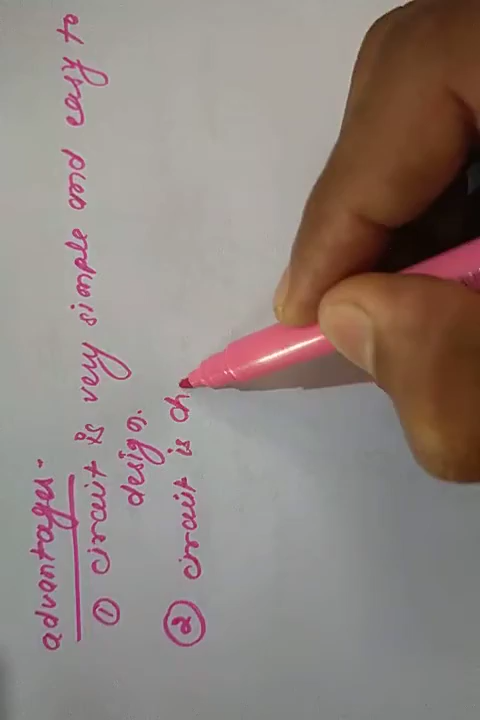 advantages -
① circuit is very simple and easy to
design.
② circuit is ch